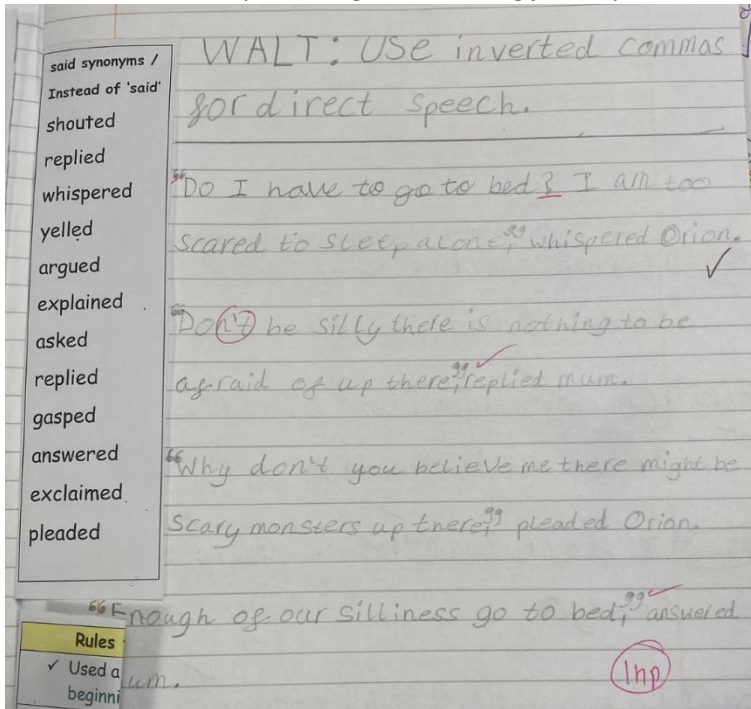 said synonyms /
Instead of 'said'
shouted
replied
whispered
yelled
argued
explained
asked
replied
gasped
answered
exclaimed
pleaded
WALT: Use inverted commas
for direct speech.
"Do I have to go to bed? I am too
scared to sleep alone," whispered Orion.
"Don't be silly there is nothing to be
afraid of up there," replied mum.
"Why don't you believe me there might be
scary monsters up there," pleaded Orion.
"Enough of our silliness go to bed," answered
um.
1np
Rules
✓ Used a
beginni